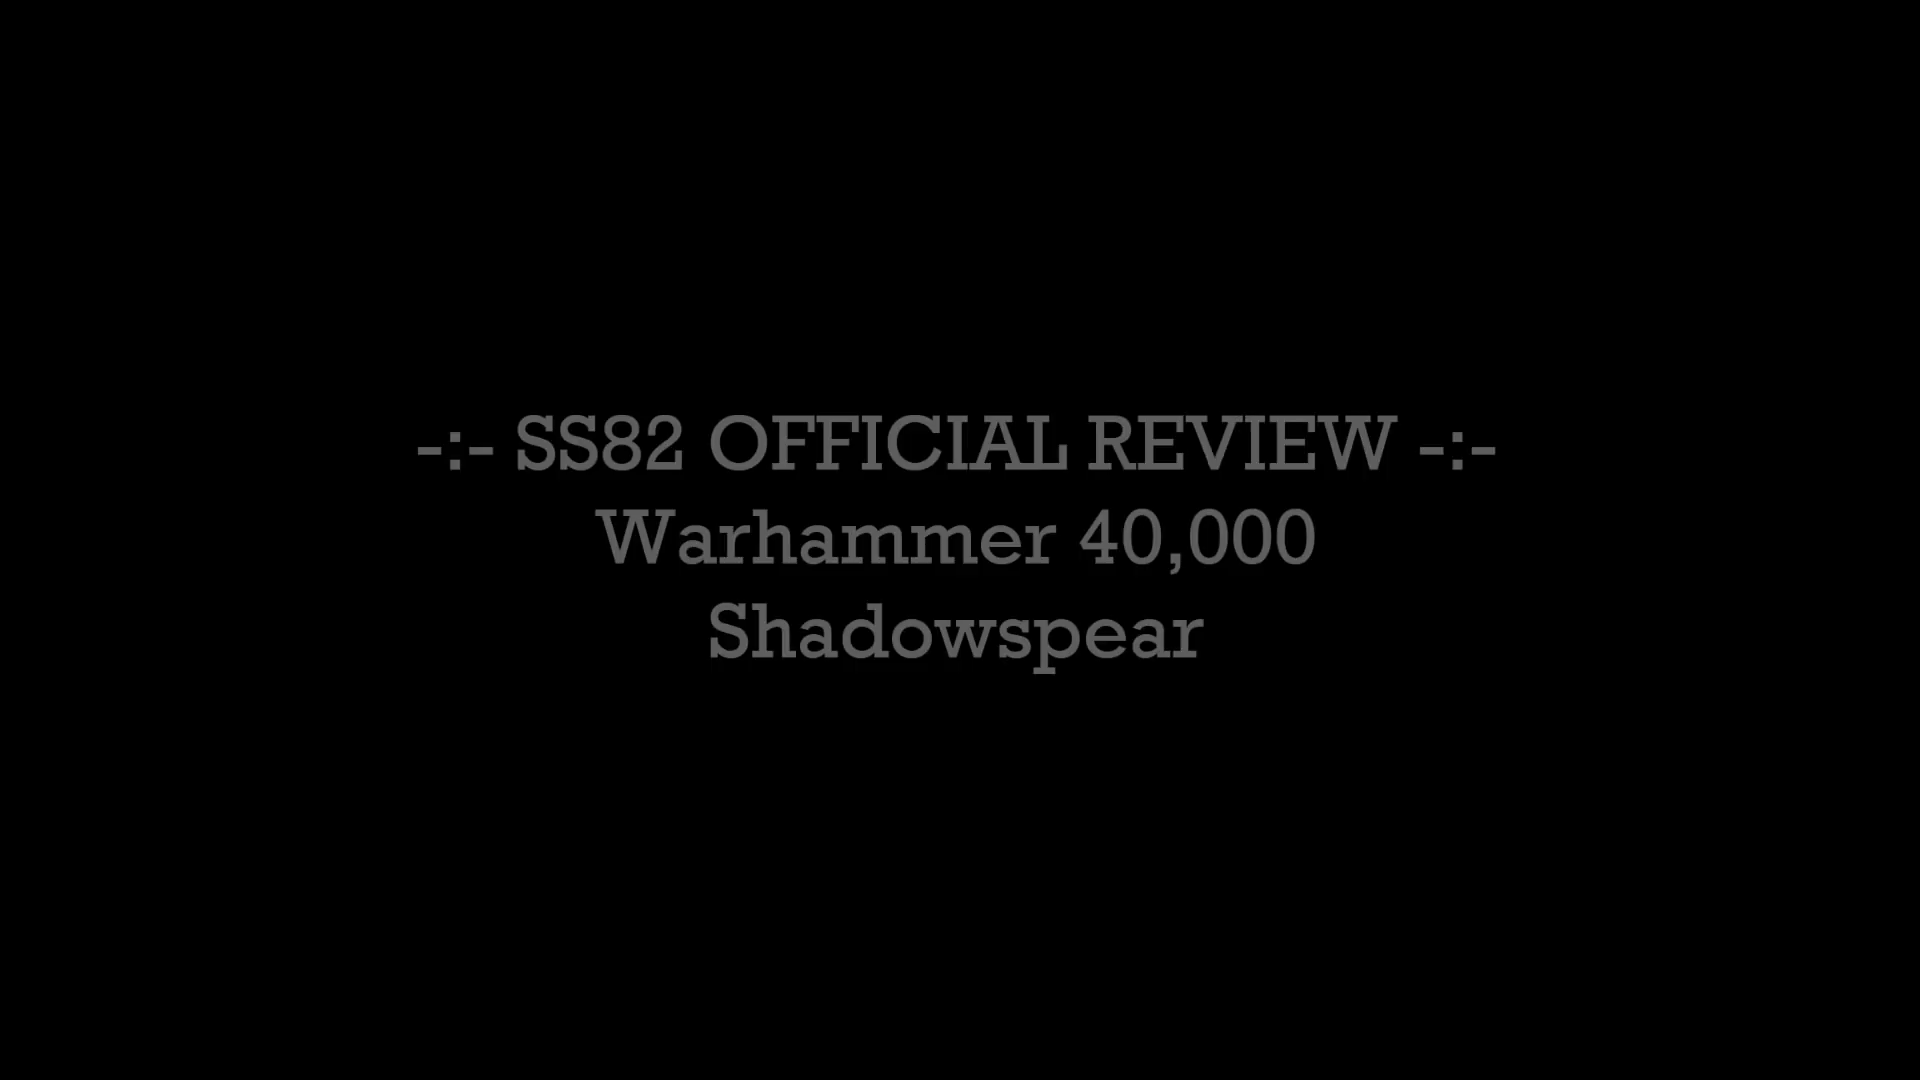 -:- SS82 OFFICIAL REVIEW -:-
Warhammer 40,000
Shadowspear